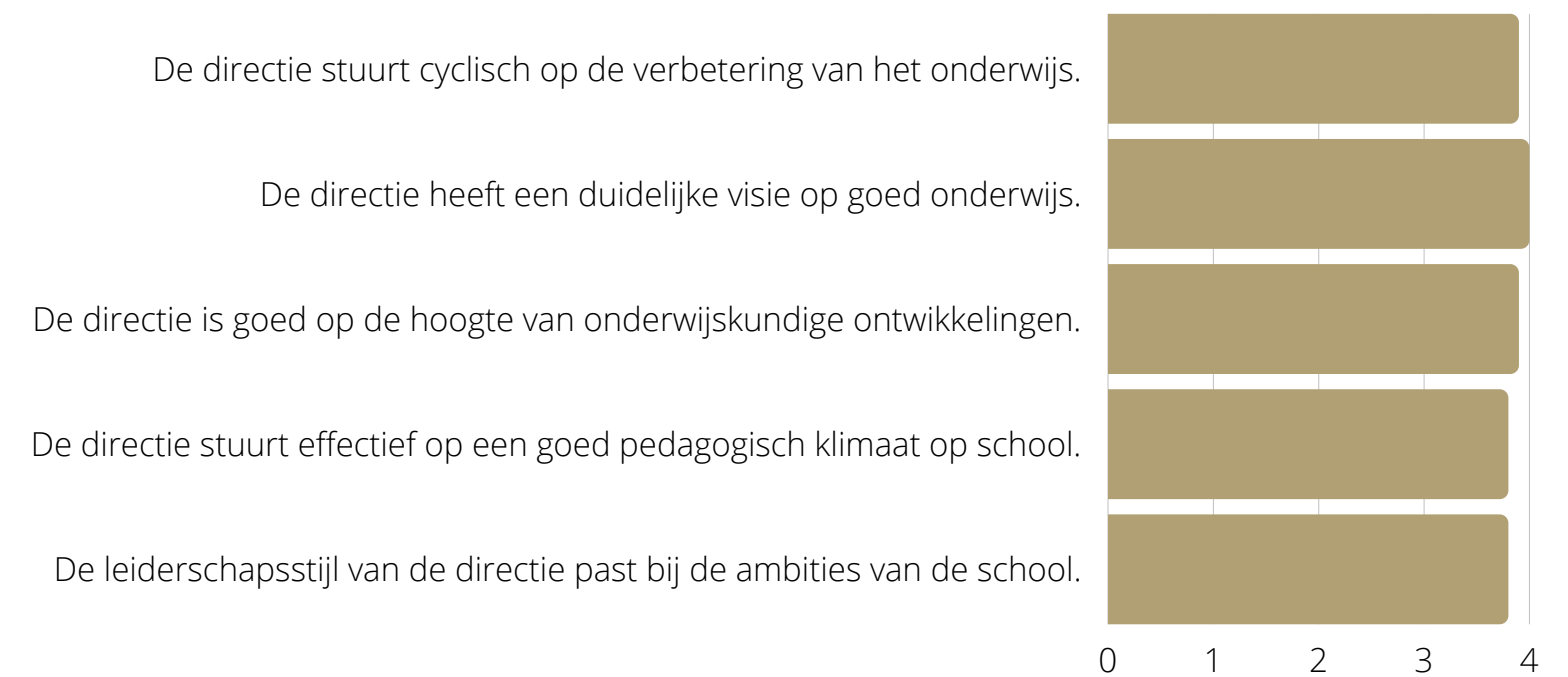 De directie stuurt cyclisch op de verbetering van het onderwijs.
De directie heeft een duidelijke visie op goed onderwijs.
De directie is goed op de hoogte van onderwijskundige ontwikkelingen.
De directie stuurt effectief op een goed pedagogisch klimaat op school.
De leiderschapsstijl van de directie past bij de ambities van de school.
0 1 2 3 4